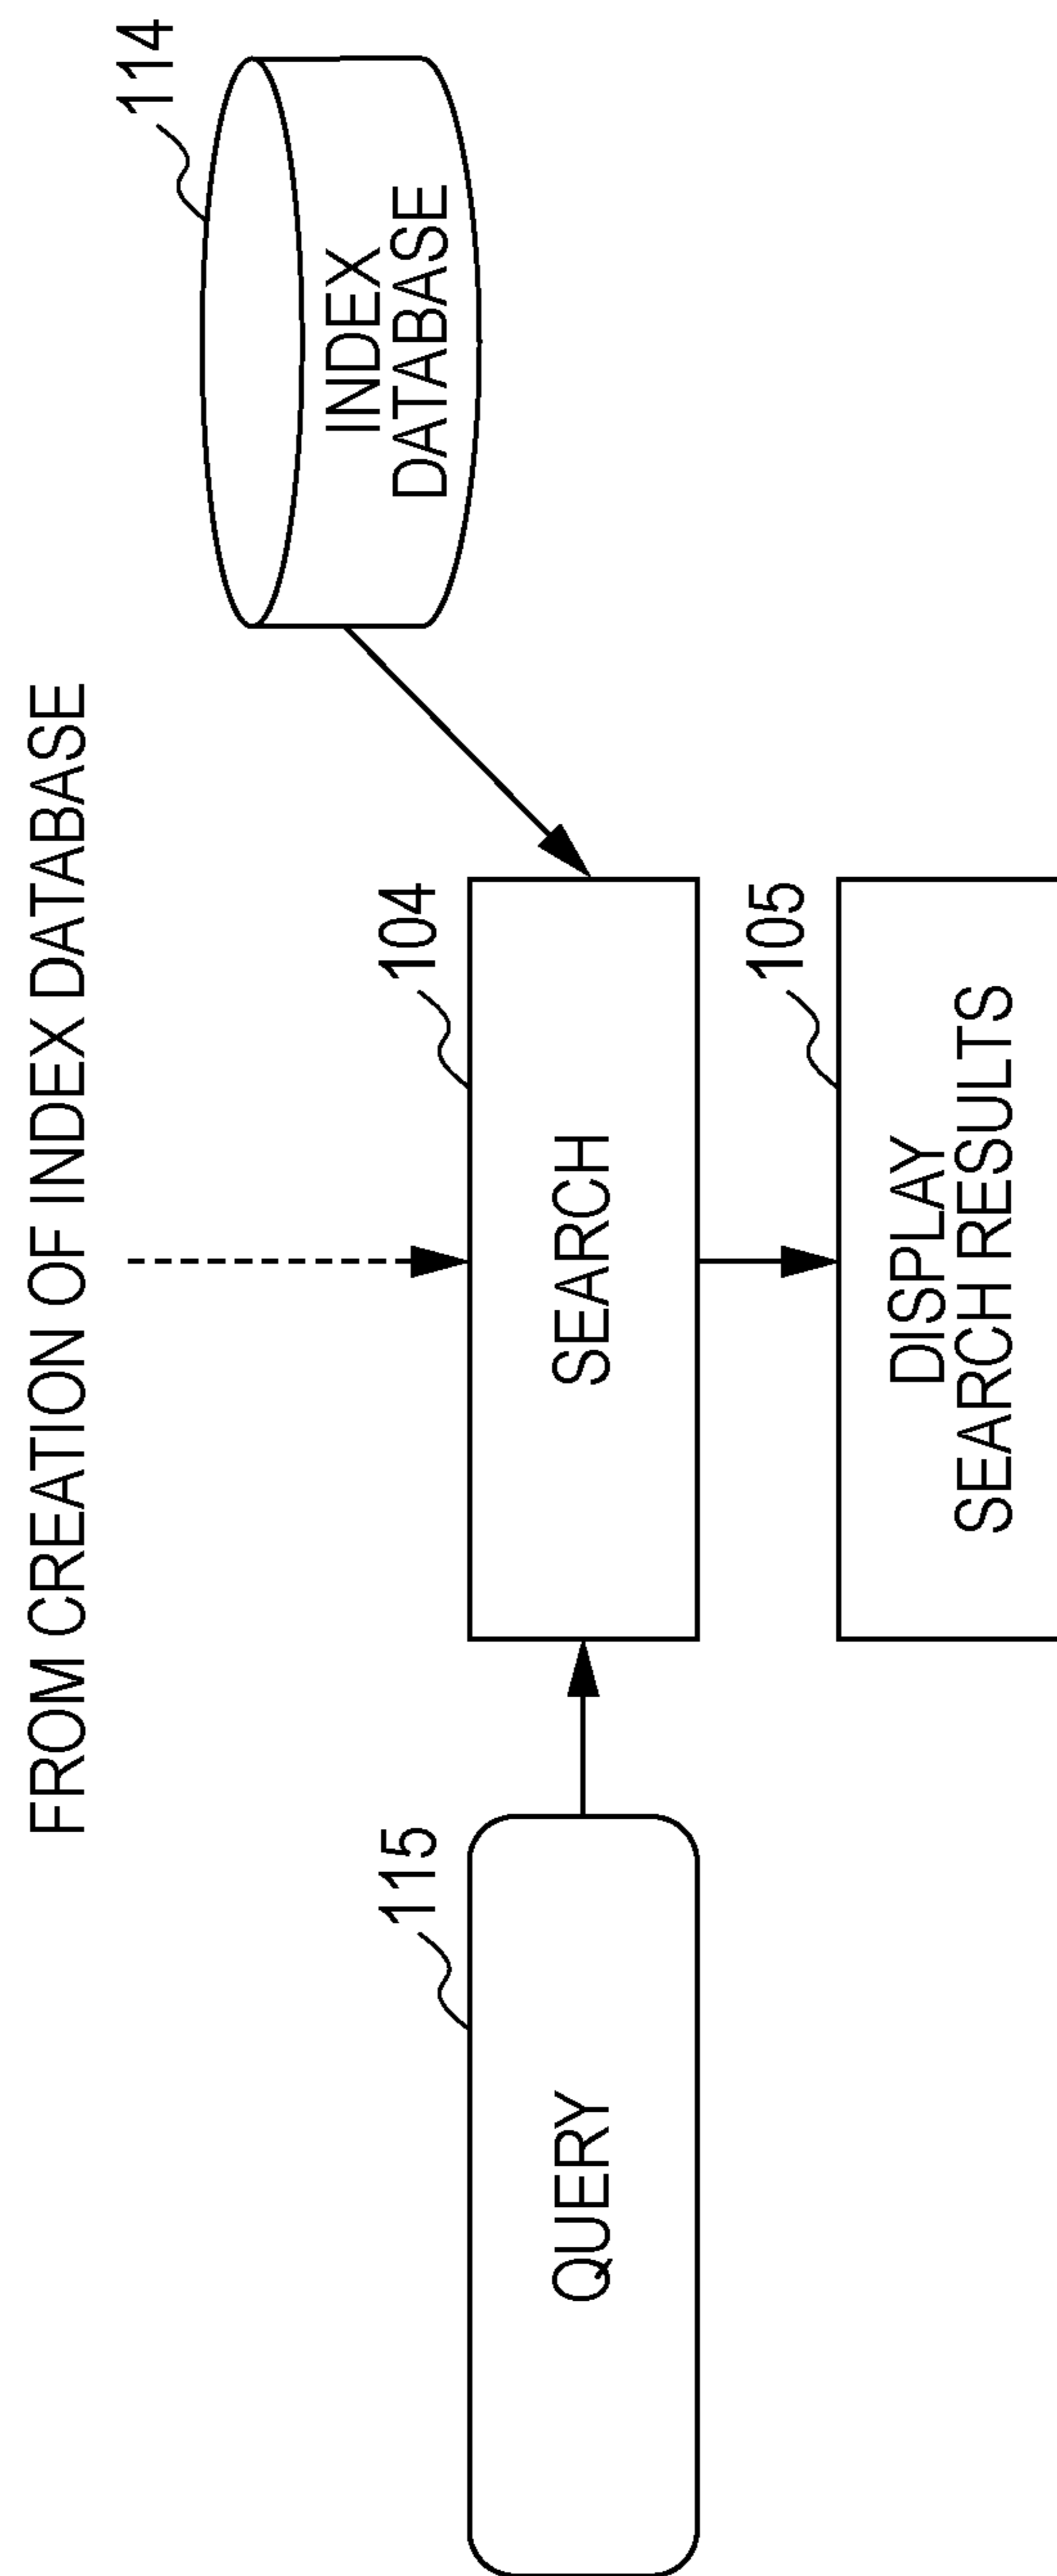 FROM CREATION OF INDEX DATABASE
114
INDEX
DATABASE
115
QUERY
104
SEARCH
105
DISPLAY
SEARCH RESULTS